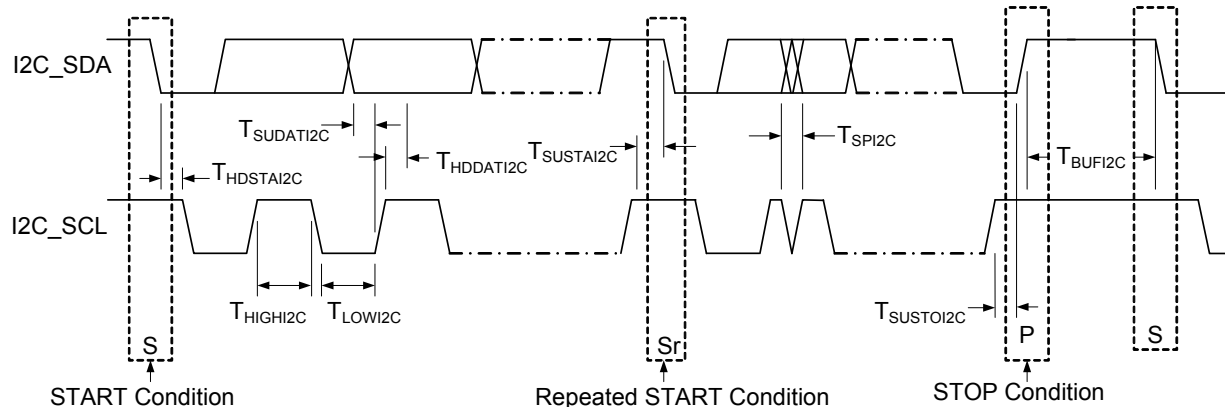 I2C_SDA
T_SUDATI2C
T_HDDATI2C
T_SUSTAI2C
T_SPI2C
T_BUFI2C
T_HDSTAI2C
I2C_SCL
T_HIGHI2C
T_LOWI2C
T_SUSTOI2C
S
Sr
P
S
START Condition
Repeated START Condition
STOP Condition